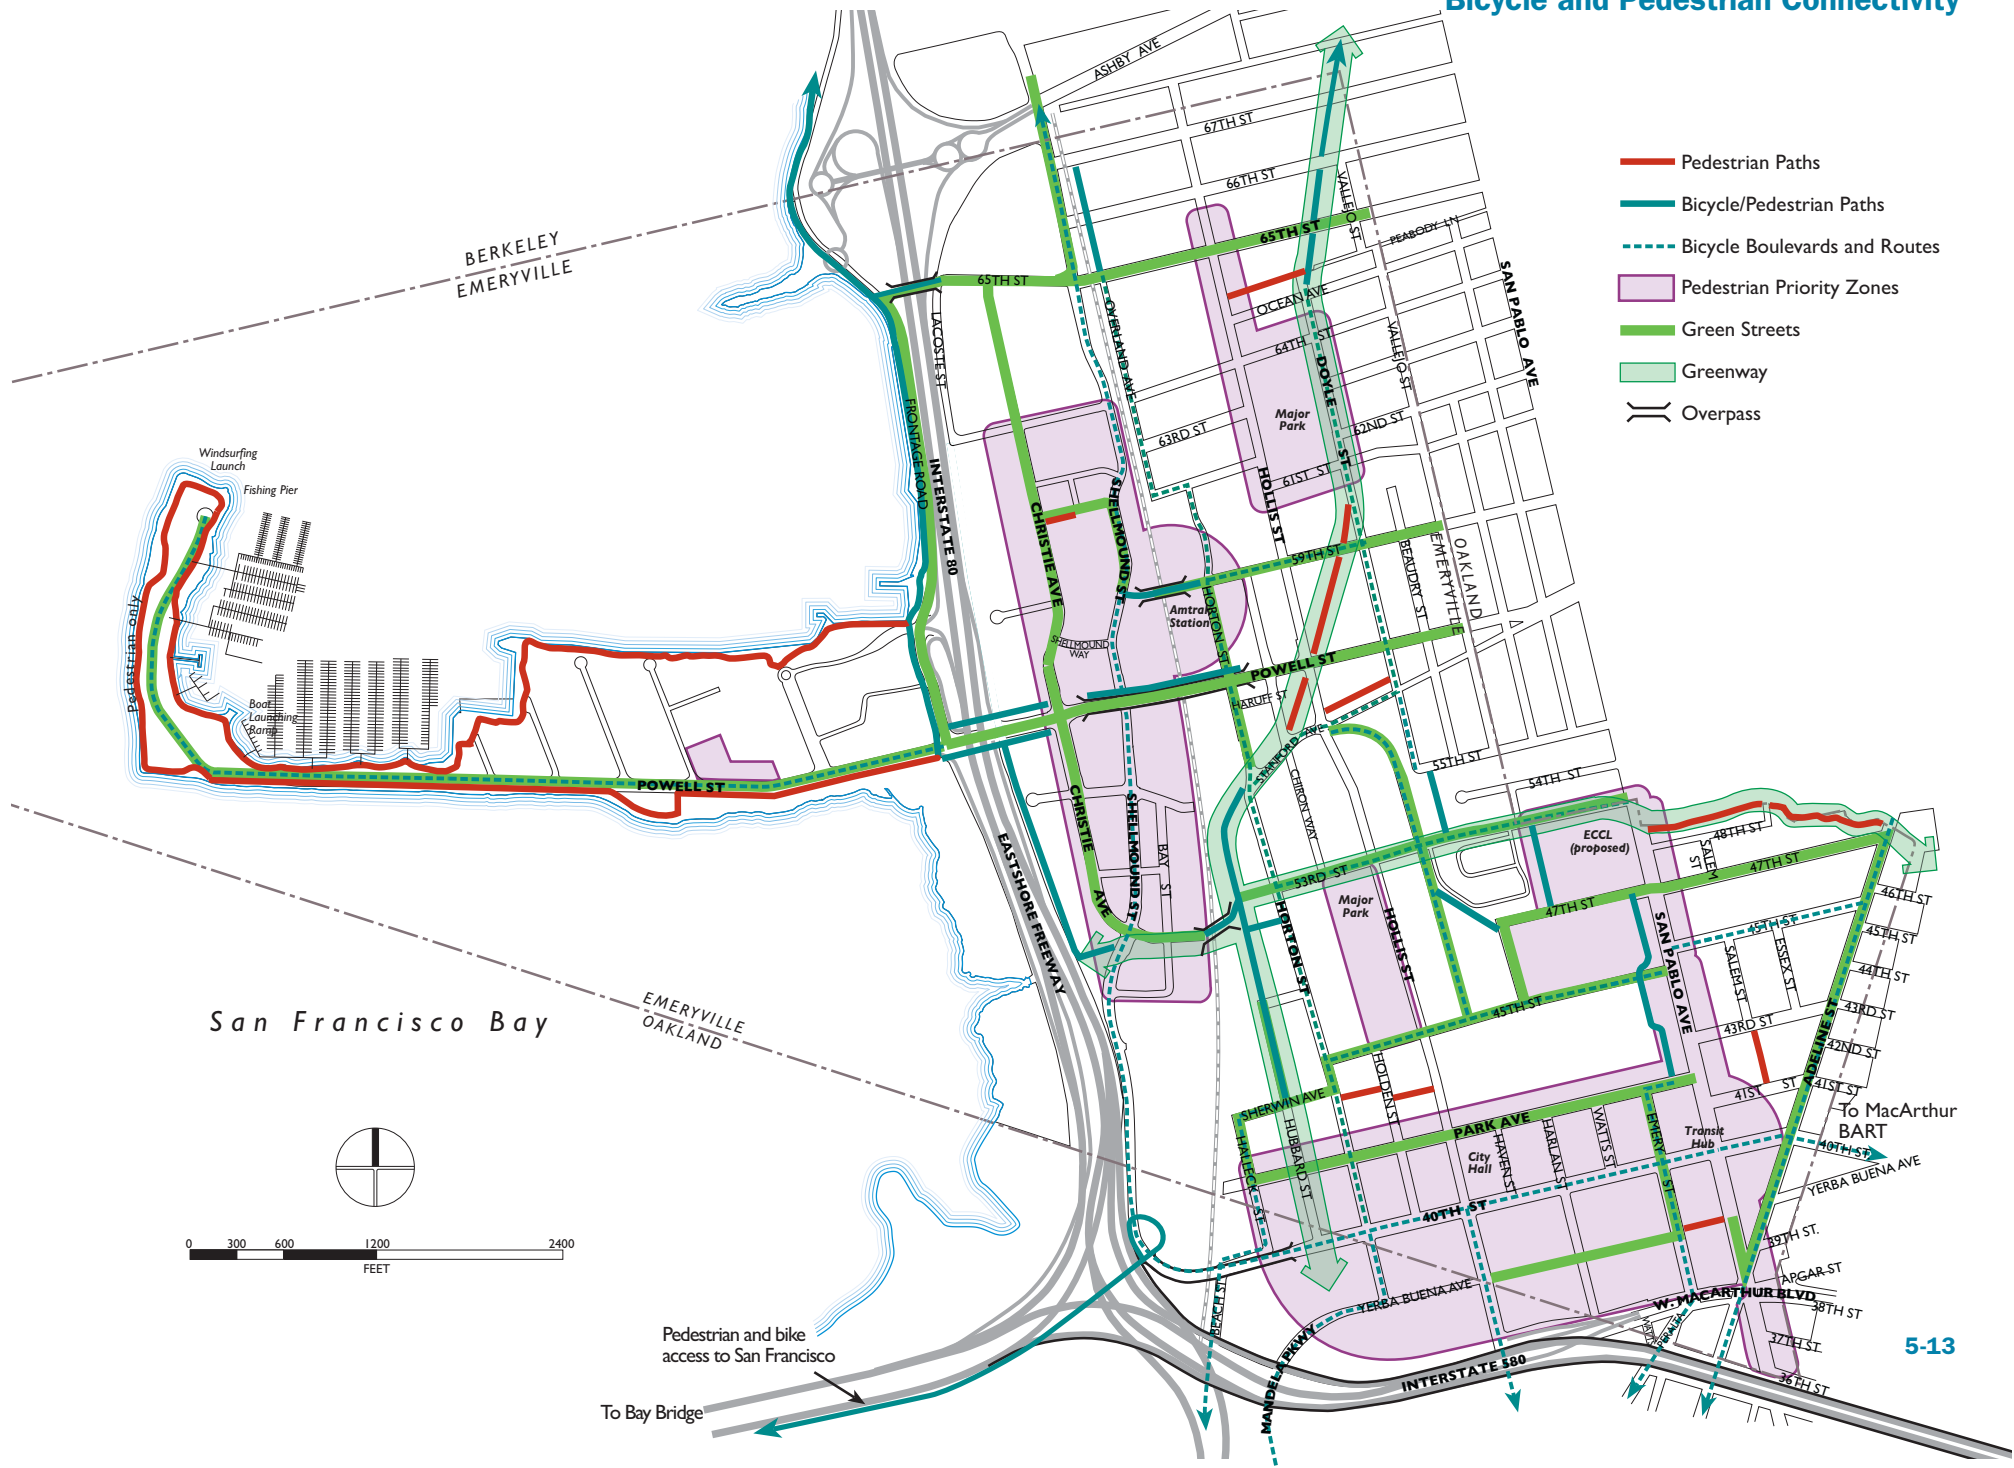 Bicycle and Pedestrian Connectivity
Pedestrian Paths
Bicycle/Pedestrian Paths
Bicycle Boulevards and Routes
Pedestrian Priority Zones
Green Streets
Greenway
Overpass
ASHBY AVE
67TH ST
66TH ST
VALLEJO ST
PEABODY LN
65TH ST
65TH ST
OCEAN AVE
SAN PABLO AVE
BERKELEY
EMERYVILLE
LACOSTE ST
OVERLAND AVE
64TH ST
VALLEJO ST
DOYLE ST
FRONTAGE ROAD
Major
Park
62ND ST
63RD ST
61ST ST
HOLLIS ST
INTERSTATE 80
Windsurfing
Launch
Fishing Pier
CHRISTIE AVE
SHELLMOUND ST
59TH ST
BEAUDRY ST
OAKLAND
EMERYVILLE
Amtrak
Station
HORTON ST
SHELLMOUND
WAY
Pedestrian only
POWELL ST
HARUFF ST
Boat
Launching
Ramp
STANFORD AVE
55TH ST
54TH ST
POWELL ST
CHIRON WAY
CHRISTIE
AVE
SHELLMOUND ST
BAY ST
EASTSHORE FREEWAY
ECCL
(proposed)
48TH ST
SALEM
ST
47TH ST
53RD ST
46TH ST
Major
Park
47TH ST
HORTON ST
HOLLIS ST
SAN PABLO AVE
45TH ST
45TH ST
SALEM ST
ESSEX ST
44TH ST
San Francisco Bay
EMERYVILLE
OAKLAND
45TH ST
43RD ST
43RD ST
ADELINE ST
42ND ST
HOLDEN ST
41ST ST
41ST ST
SHERWIN AVE
To MacArthur
BART
PARK AVE
HUBBARD ST
HALLECK ST
City
Hall
HAVEN ST
HARLAN ST
WATTS ST
EMERY ST
Transit
Hub
40TH ST.
YERBA BUENA AVE
40TH ST
39TH ST.
0 300 600 1200 2400
FEET
APGAR ST
YERBA BUENA AVE
BEACH ST
W. MACARTHUR BLVD
38TH ST
WATTS
PERALTA
37TH ST.
36TH ST
MANDELA PKWY
INTERSTATE 580
Pedestrian and bike
access to San Francisco
To Bay Bridge
5-13